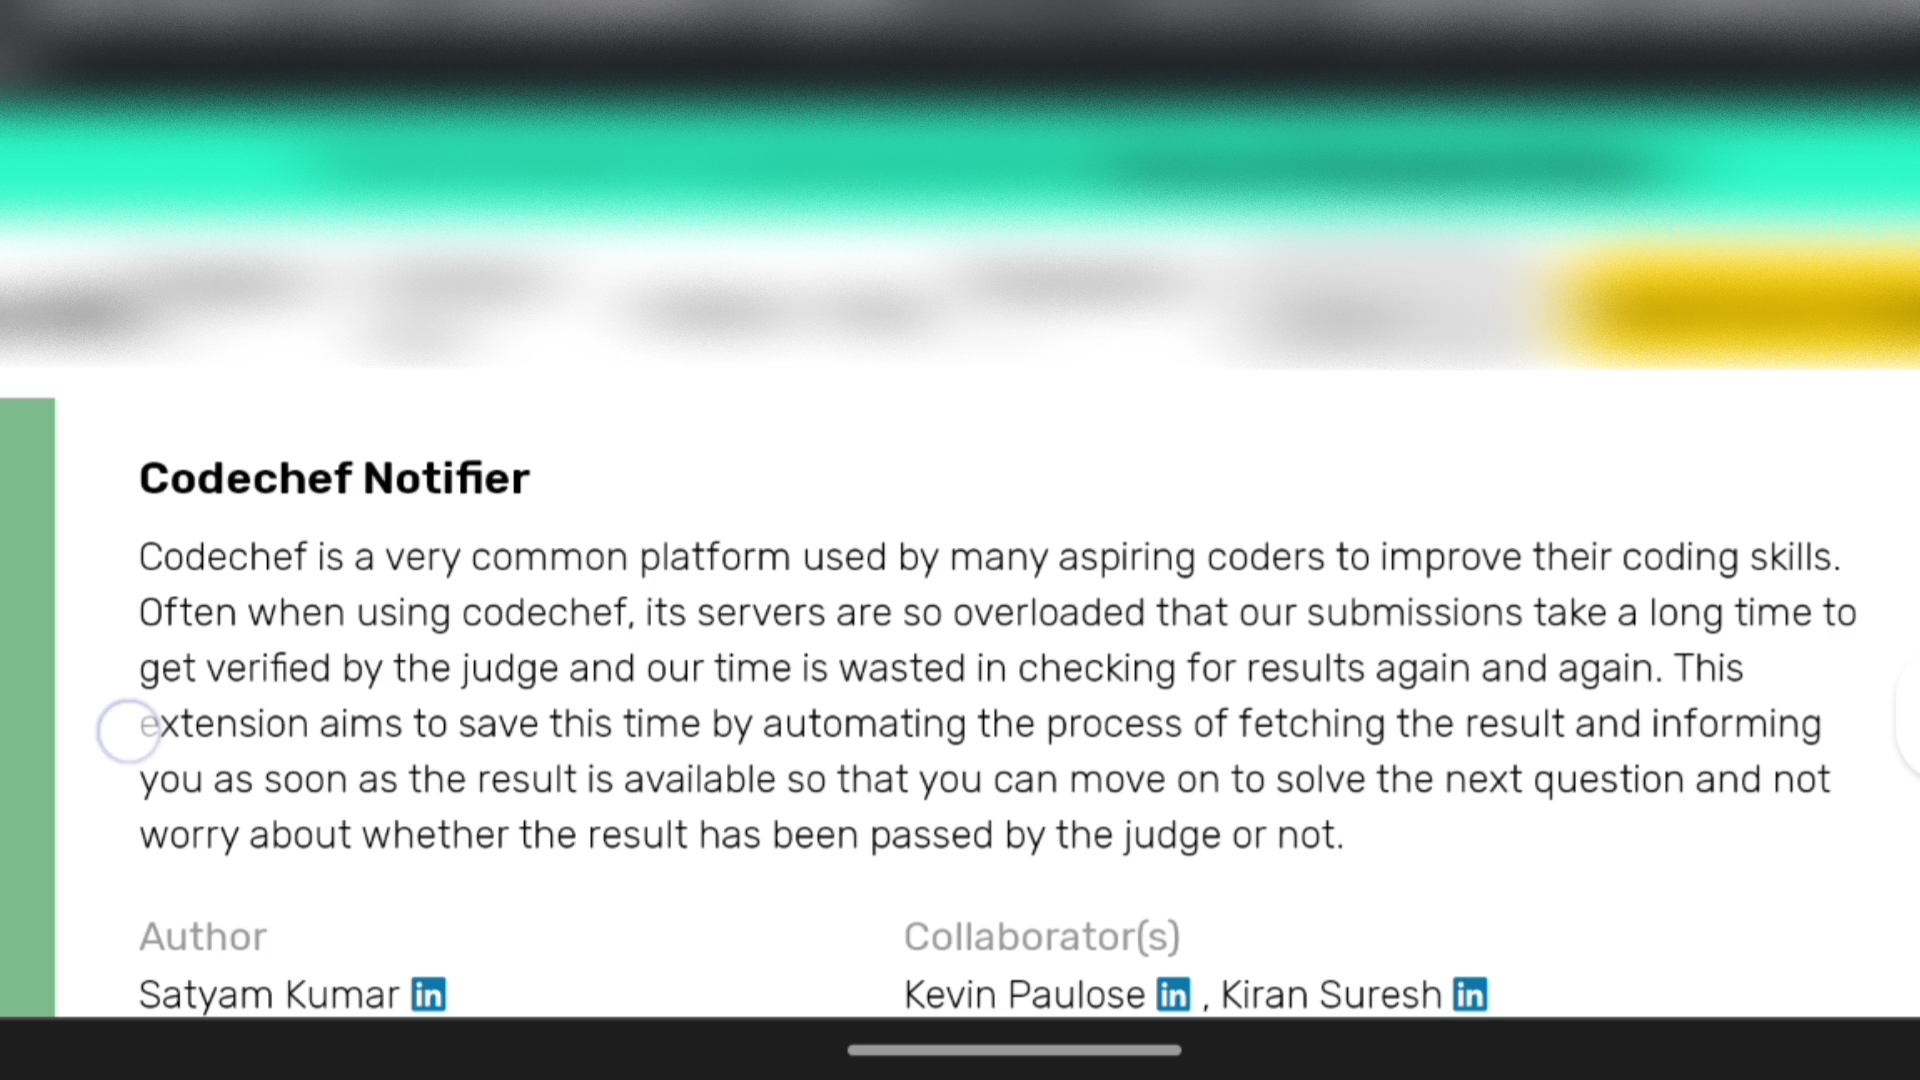 Codechef Notifier
Codechef is a very common platform used by many aspiring coders to improve their coding skills.
Often when using codechef, its servers are so overloaded that our submissions take a long time to
get verified by the judge and our time is wasted in checking for results again and again. This
extension aims to save this time by automating the process of fetching the result and informing
you as soon as the result is available so that you can move on to solve the next question and not
worry about whether the result has been passed by the judge or not.
Author
Collaborator(s)
Satyam Kumar in
Kevin Paulose in , Kiran Suresh in